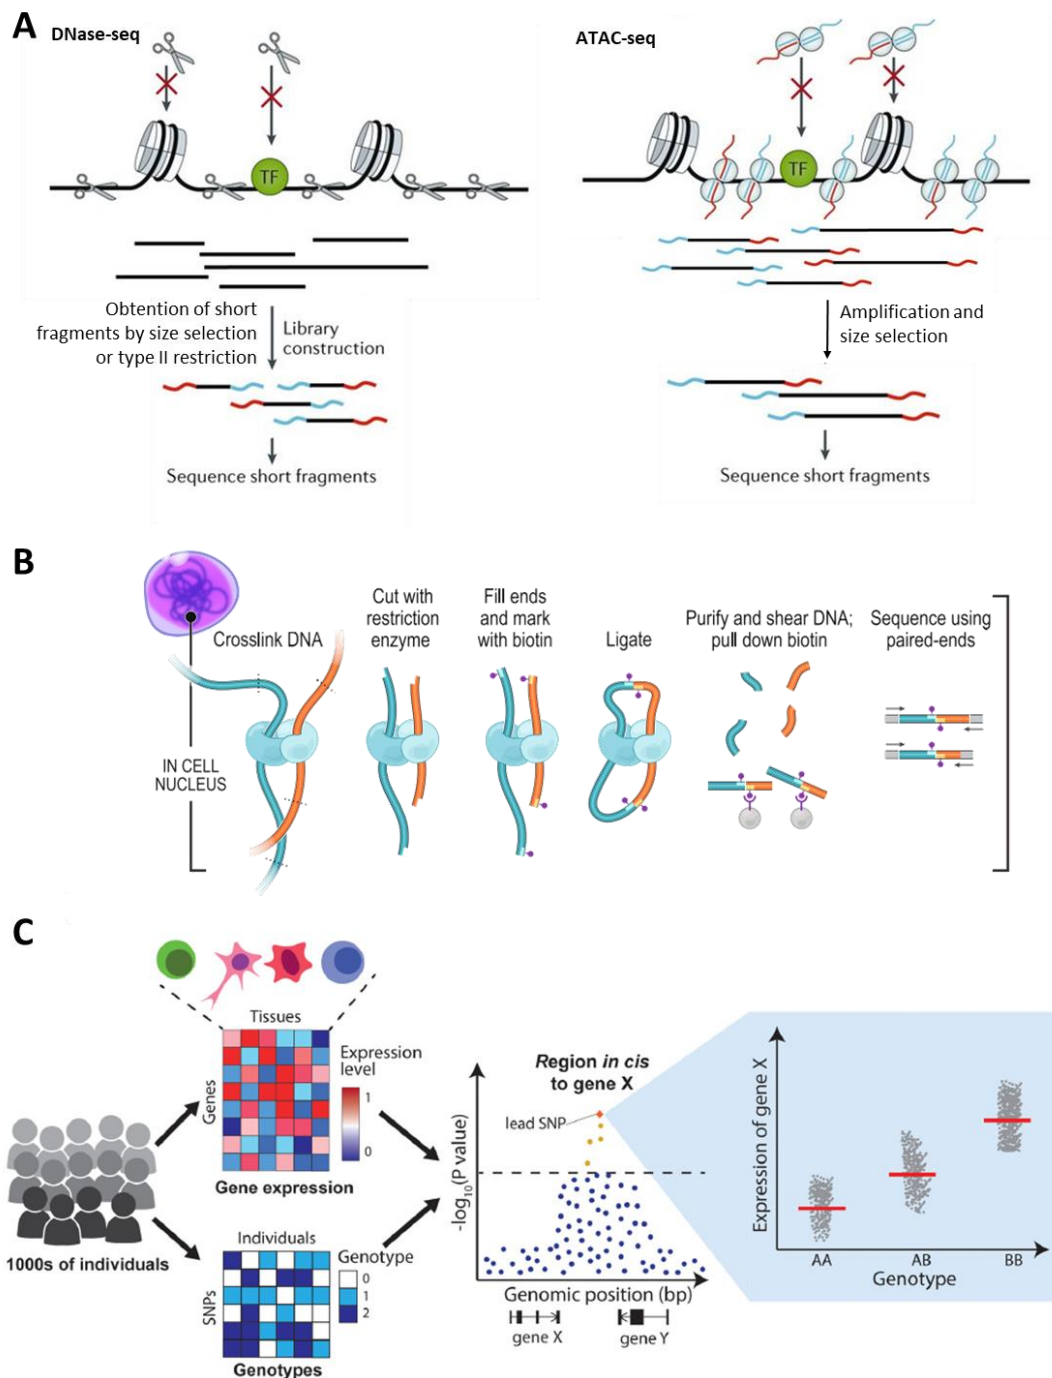 A
DNase-seq
TF
Obtention of short
fragments by size selection
or type II restriction
Library
construction
Sequence short fragments
ATAC-seq
TF
Amplification and
size selection
Sequence short fragments
B
IN CELL
NUCLEUS
Crosslink DNA
Cut with
restriction
enzyme
Fill ends
and mark
with biotin
Ligate
Purify and shear DNA;
pull down biotin
Sequence using
paired-ends
C
1000s of individuals
Tissues
Genes
Expression
level
1
0
Gene expression
Individuals
SNPs
Genotype
0
1
2
Genotypes
Region in cis
to gene X
lead SNP
-log10(P value)
Genomic position (bp)
gene X
gene Y
Expression of gene X
AA
AB
BB
Genotype